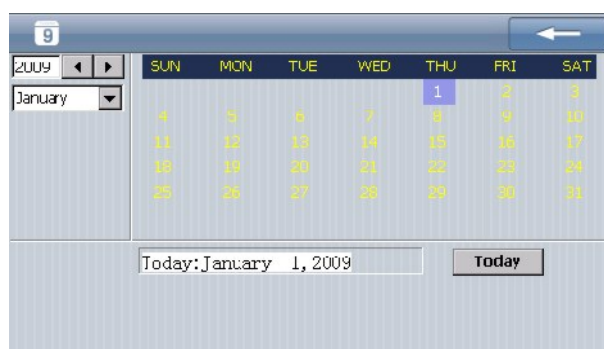 9
2009
SUN MON TUE WED THU FRI SAT
January
1 2 3
4 5 6 7 8 9 10
11 12 13 14 15 16 17
18 19 20 21 22 23 24
25 26 27 28 29 30 31
Today:January 1,2009
Today